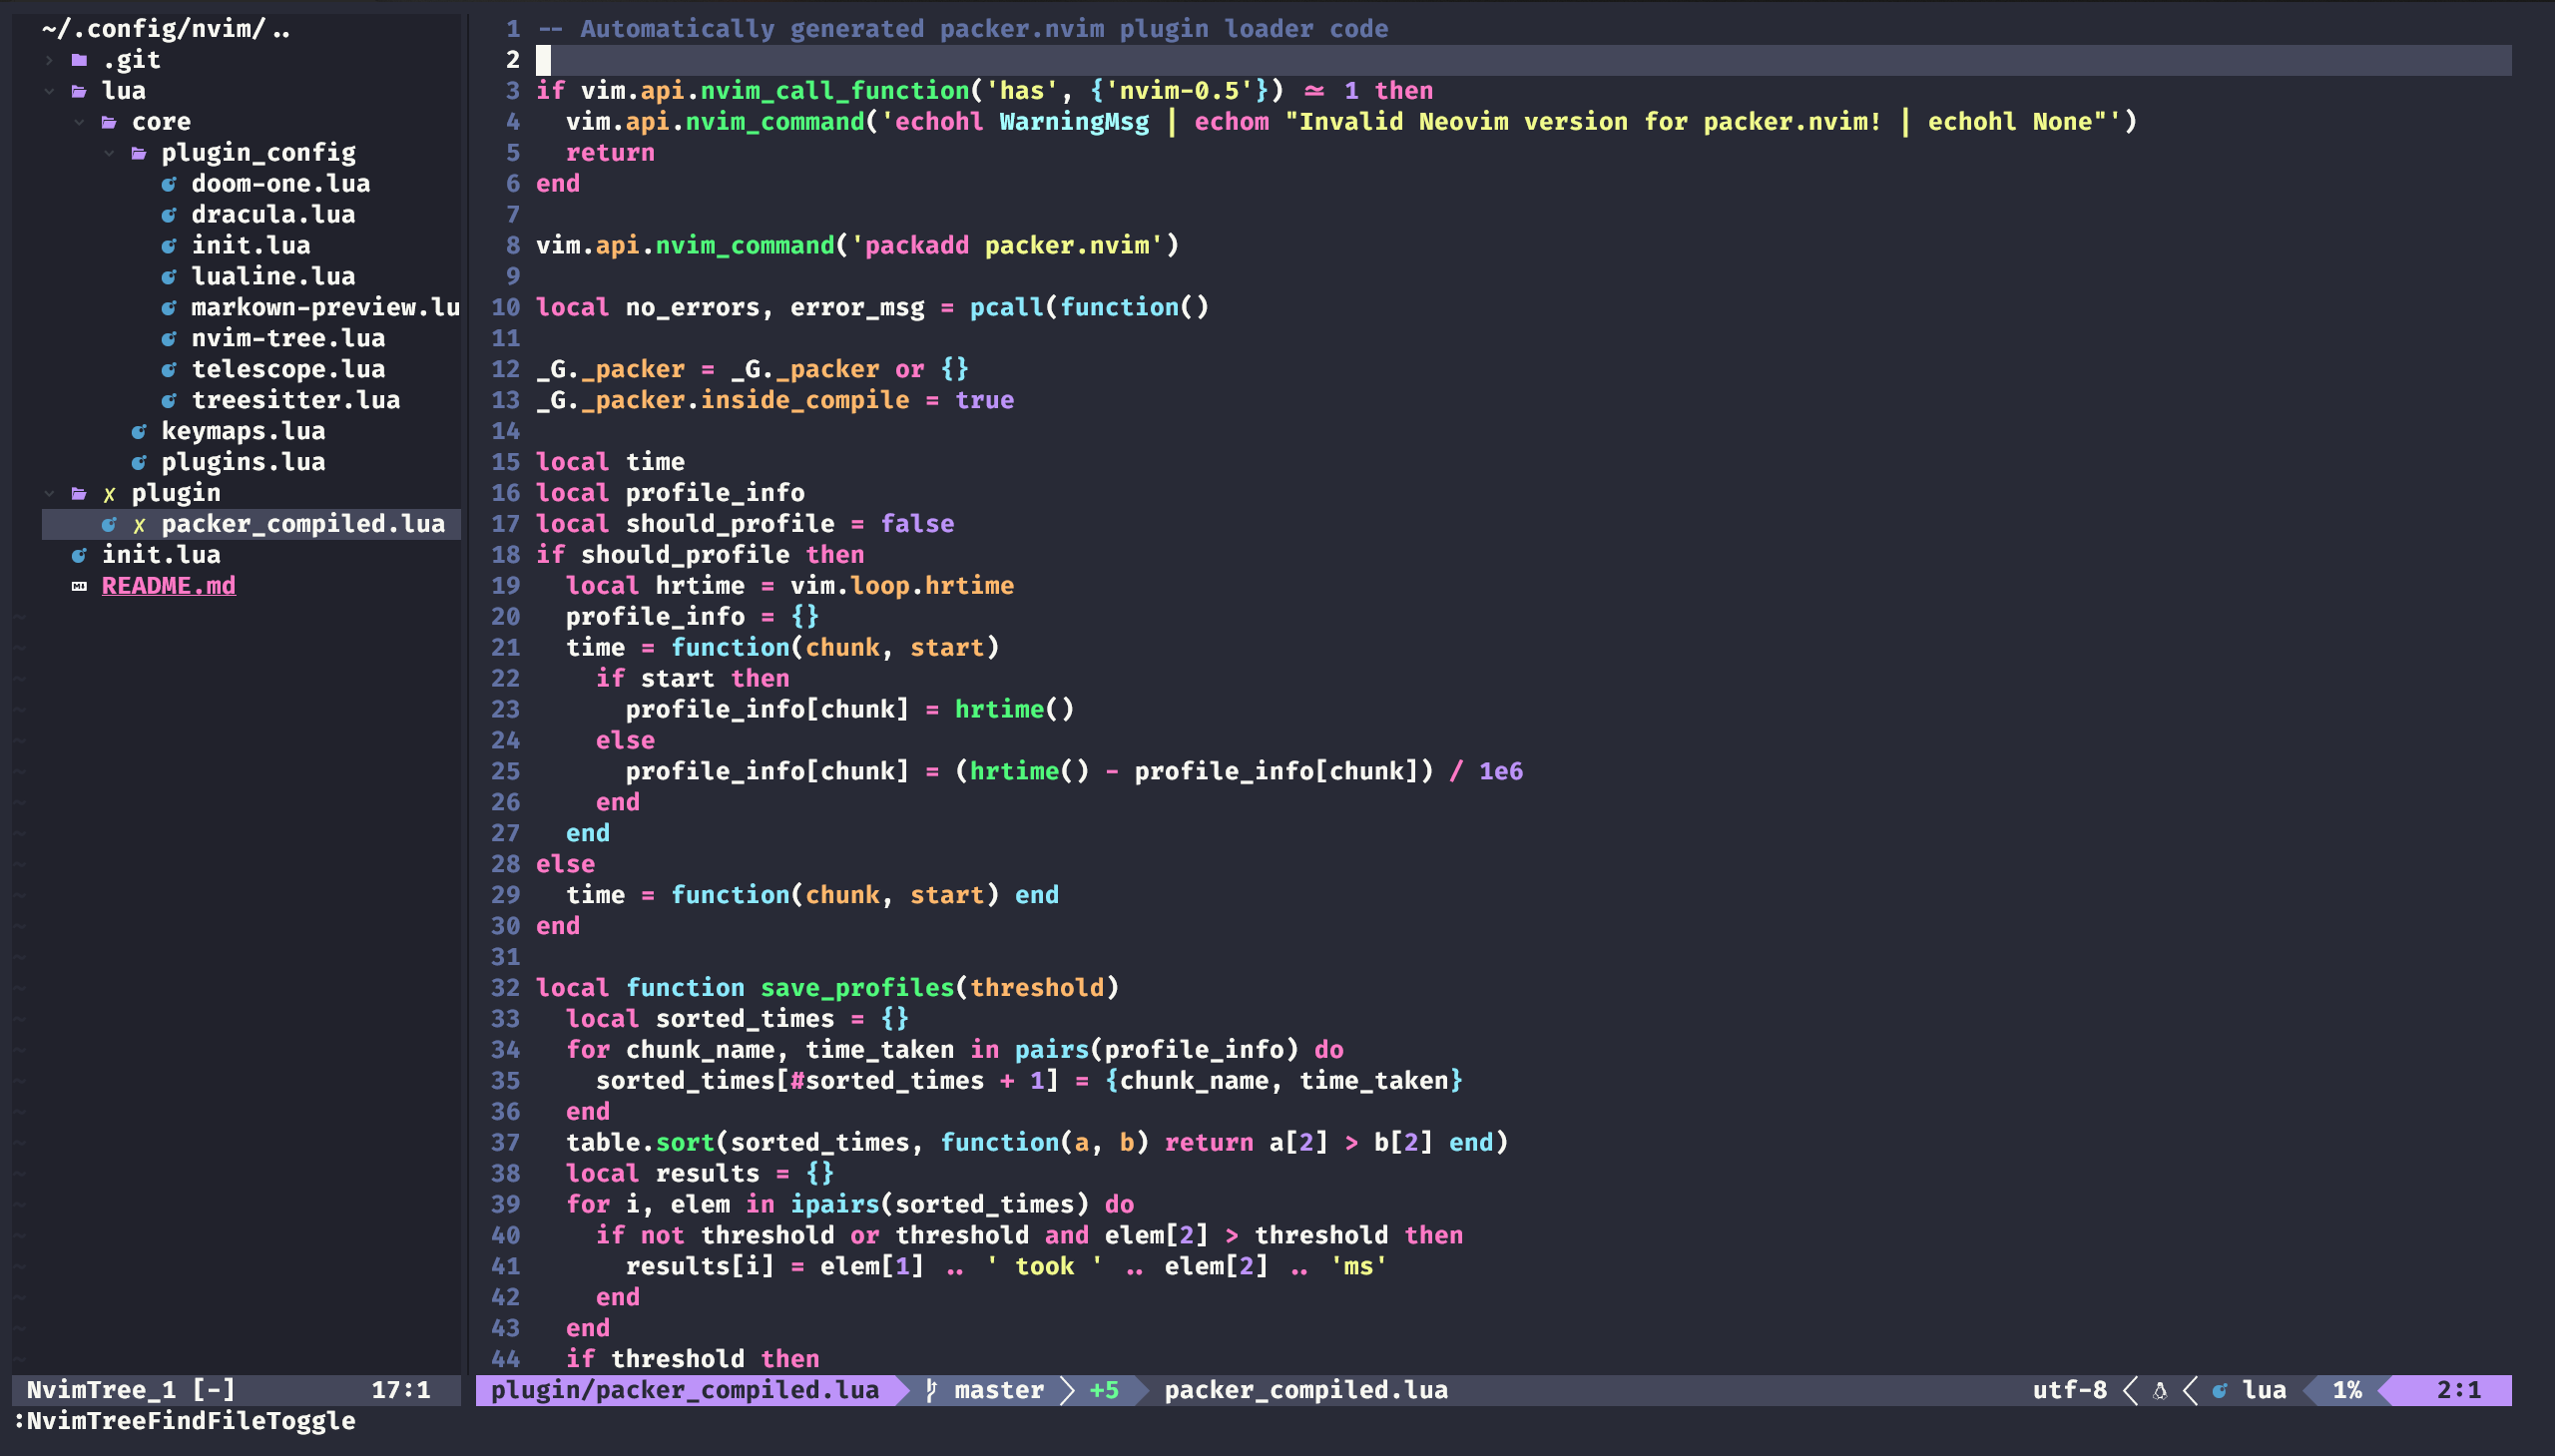 ~/.config/nvim/..
.git
lua
core
plugin_config
doom-one.lua
dracula.lua
init.lua
lualine.lua
markown-preview.lu
nvim-tree.lua
telescope.lua
treesitter.lua
keymaps.lua
plugins.lua
✗ plugin
✗ packer_compiled.lua
init.lua
README.md
NvimTree_1 [-] 17:1
1 -- Automatically generated packer.nvim plugin loader code
2
3 if vim.api.nvim_call_function('has', {'nvim-0.5'}) ≃ 1 then
4   vim.api.nvim_command('echohl WarningMsg | echom "Invalid Neovim version for packer.nvim! | echohl None"')
5   return
6 end
7
8 vim.api.nvim_command('packadd packer.nvim')
9
10 local no_errors, error_msg = pcall(function()
11
12 _G._packer = _G._packer or {}
13 _G._packer.inside_compile = true
14
15 local time
16 local profile_info
17 local should_profile = false
18 if should_profile then
19   local hrtime = vim.loop.hrtime
20   profile_info = {}
21   time = function(chunk, start)
22     if start then
23       profile_info[chunk] = hrtime()
24     else
25       profile_info[chunk] = (hrtime() - profile_info[chunk]) / 1e6
26     end
27   end
28 else
29   time = function(chunk, start) end
30 end
31
32 local function save_profiles(threshold)
33   local sorted_times = {}
34   for chunk_name, time_taken in pairs(profile_info) do
35     sorted_times[#sorted_times + 1] = {chunk_name, time_taken}
36   end
37   table.sort(sorted_times, function(a, b) return a[2] > b[2] end)
38   local results = {}
39   for i, elem in ipairs(sorted_times) do
40     if not threshold or threshold and elem[2] > threshold then
41       results[i] = elem[1] .. ' took ' .. elem[2] .. 'ms'
42     end
43   end
44   if threshold then
plugin/packer_compiled.lua master +5 packer_compiled.lua utf-8 lua 1% 2:1
:NvimTreeFindFileToggle